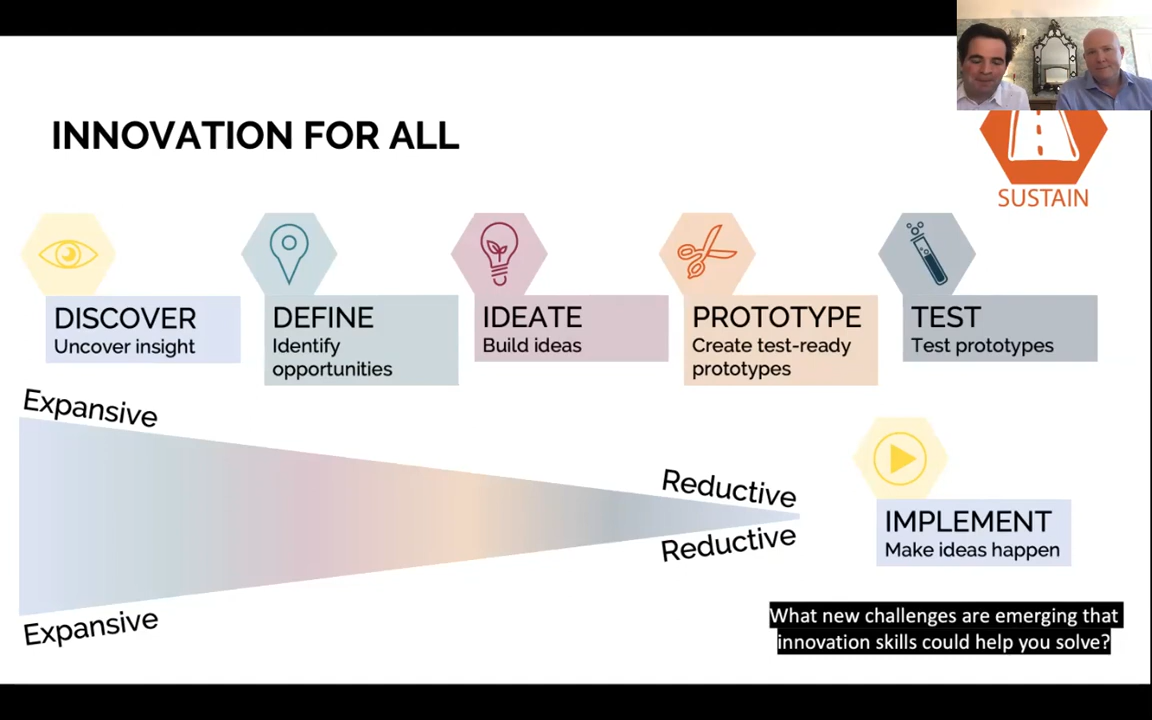 INNOVATION FOR ALL
SUSTAIN
DISCOVER
Uncover insight
DEFINE
Identify
opportunities
IDEATE
Build ideas
PROTOTYPE
Create test-ready
prototypes
TEST
Test prototypes
Expansive
Reductive
Reductive
Expansive
IMPLEMENT
Make ideas happen
What new challenges are emerging that
innovation skills could help you solve?